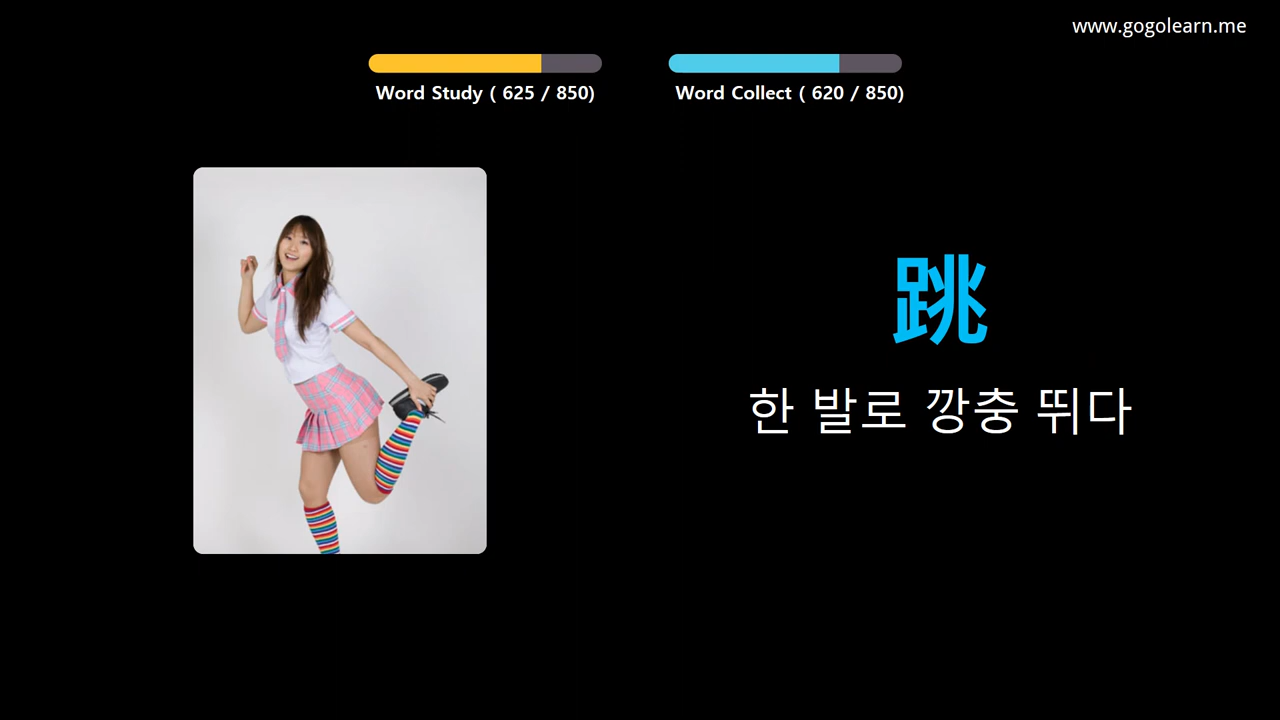 www.gogolearn.me
Word Study ( 625 / 850)
Word Collect ( 620 / 850)
跳
한 발로 깡충 뛰다